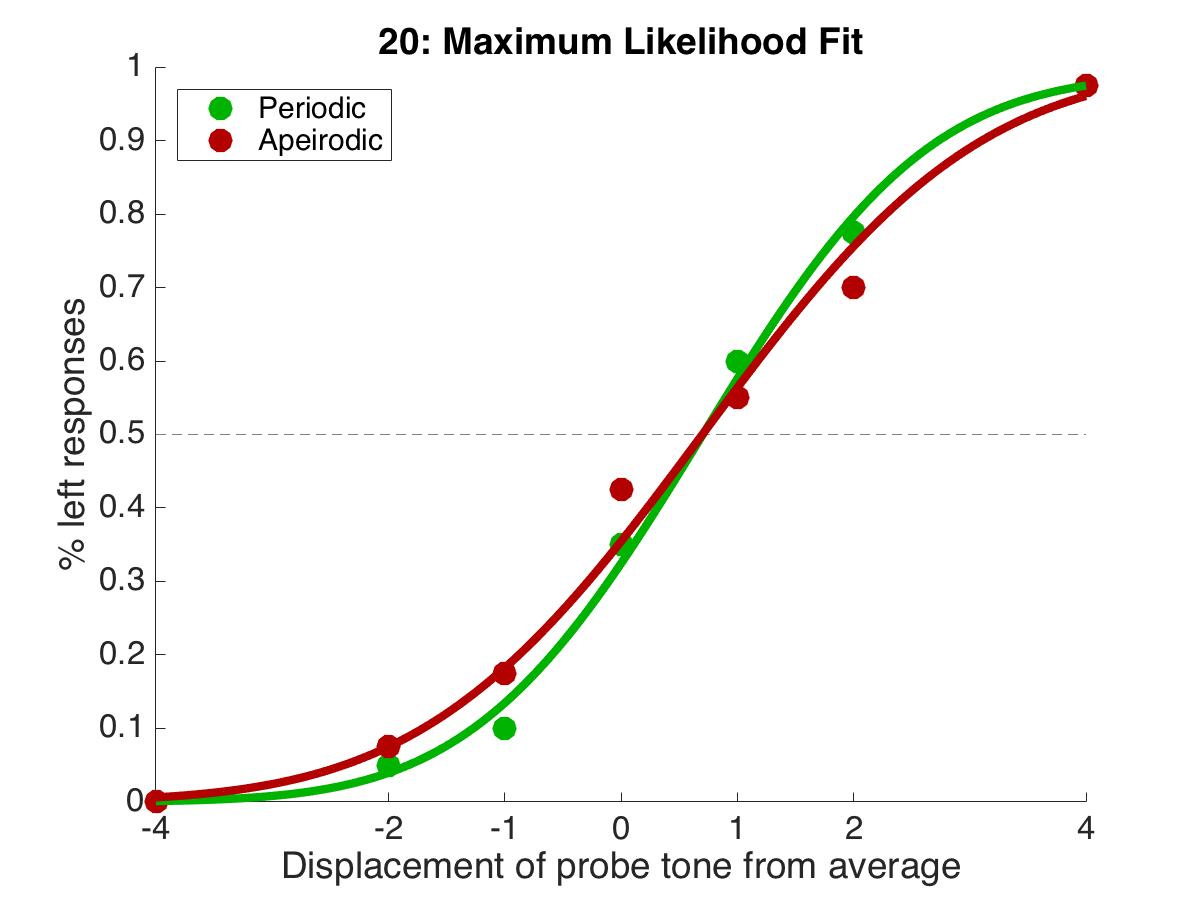 20: Maximum Likelihood Fit
Periodic
Apeirodic
1
0.9
0.8
0.7
0.6
0.5
0.4
0.3
0.2
0.1
0
% left responses
-4 -2 -1 0 1 2 4
Displacement of probe tone from average